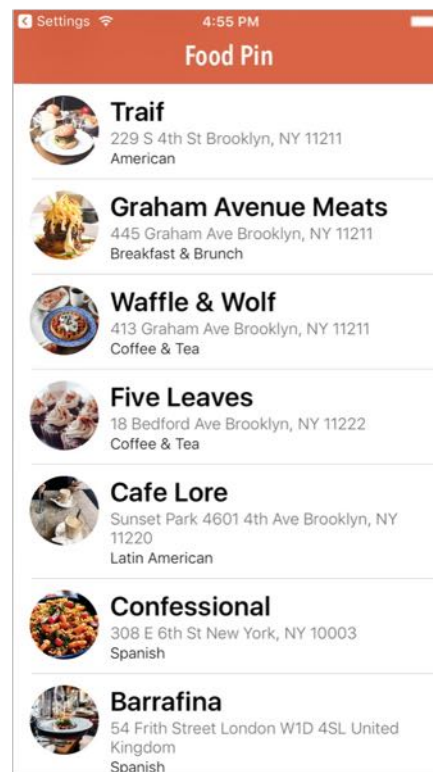 Settings 4:55 PM
Food Pin
Traif
229 S 4th St Brooklyn, NY 11211
American
Graham Avenue Meats
445 Graham Ave Brooklyn, NY 11211
Breakfast & Brunch
Waffle & Wolf
413 Graham Ave Brooklyn, NY 11211
Coffee & Tea
Five Leaves
18 Bedford Ave Brooklyn, NY 11222
Coffee & Tea
Cafe Lore
Sunset Park 4601 4th Ave Brooklyn, NY
11220
Latin American
Confessional
308 E 6th St New York, NY 10003
Spanish
Barrafina
54 Frith Street London W1D 4SL United
Kingdom
Spanish